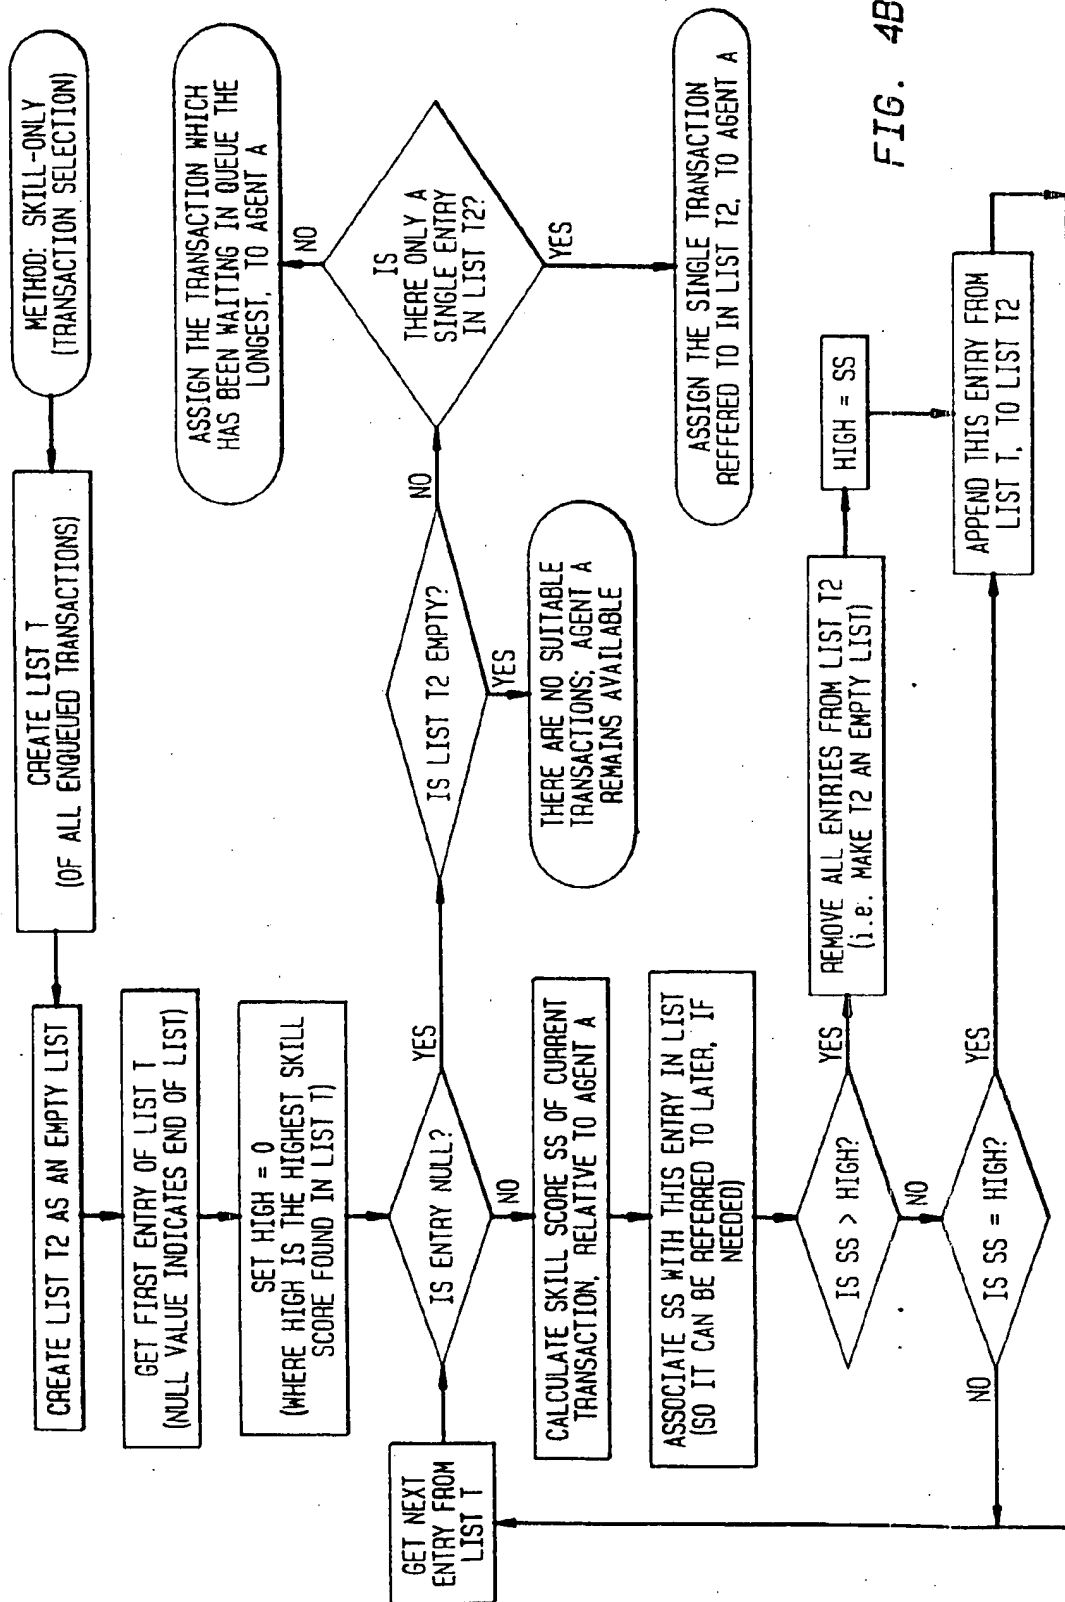 METHOD: SKILL-ONLY
(TRANSACTION SELECTION)
CREATE LIST T
(OF ALL ENQUEUED TRANSACTIONS)
CREATE LIST T2 AS AN EMPTY LIST
GET FIRST ENTRY OF LIST T
(NULL VALUE INDICATES END OF LIST)
SET HIGH = 0
(WHERE HIGH IS THE HIGHEST SKILL
SCORE FOUND IN LIST T)
GET NEXT
ENTRY FROM
LIST T
IS ENTRY NULL?
YES
NO
IS LIST T2 EMPTY?
NO
YES
THERE ARE NO SUITABLE
TRANSACTIONS; AGENT A
REMAINS AVAILABLE
IS
THERE ONLY A
SINGLE ENTRY
IN LIST T2?
NO
YES
ASSIGN THE TRANSACTION WHICH
HAS BEEN WAITING IN QUEUE THE
LONGEST, TO AGENT A
ASSIGN THE SINGLE TRANSACTION
REFFERED TO IN LIST T2, TO AGENT A
CALCULATE SKILL SCORE SS OF CURRENT
TRANSACTION, RELATIVE TO AGENT A
ASSOCIATE SS WITH THIS ENTRY IN LIST
(SO IT CAN BE REFERRED TO LATER, IF
NEEDED)
IS SS > HIGH?
YES
NO
REMOVE ALL ENTRIES FROM LIST T2
(i.e. MAKE T2 AN EMPTY LIST)
HIGH = SS
IS SS = HIGH?
YES
NO
APPEND THIS ENTRY FROM
LIST T, TO LIST T2
FIG. 4B